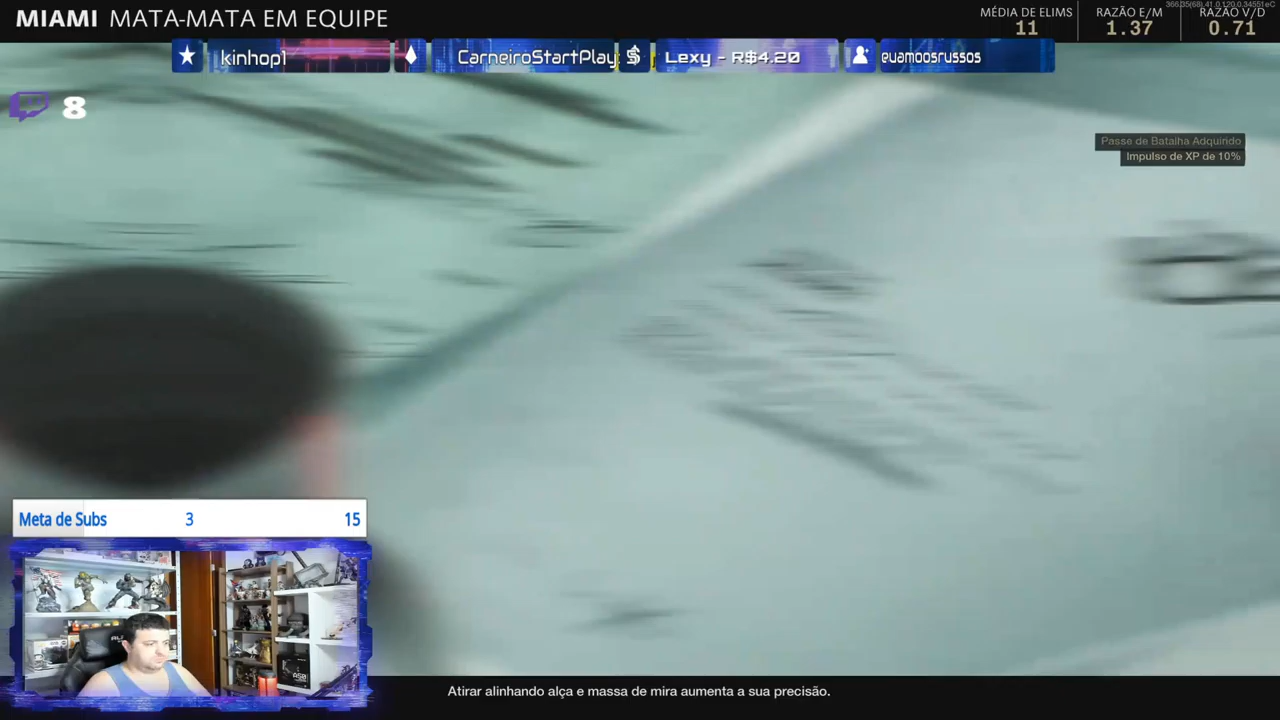 MIAMI MATA-MATA EM EQUIPE
MÉDIA DE ELIMS
11
RAZÃO E/M
1.37
RAZÃO V/D
0.71
kinhop1
CarneiroStartPlay
Lexy - R$4.20
euamoosrussos
8
Passe de Batalha Adquirido
Impulso de XP de 10%
Meta de Subs 3 15
Atirar alinhando alça e massa de mira aumenta a sua precisão.